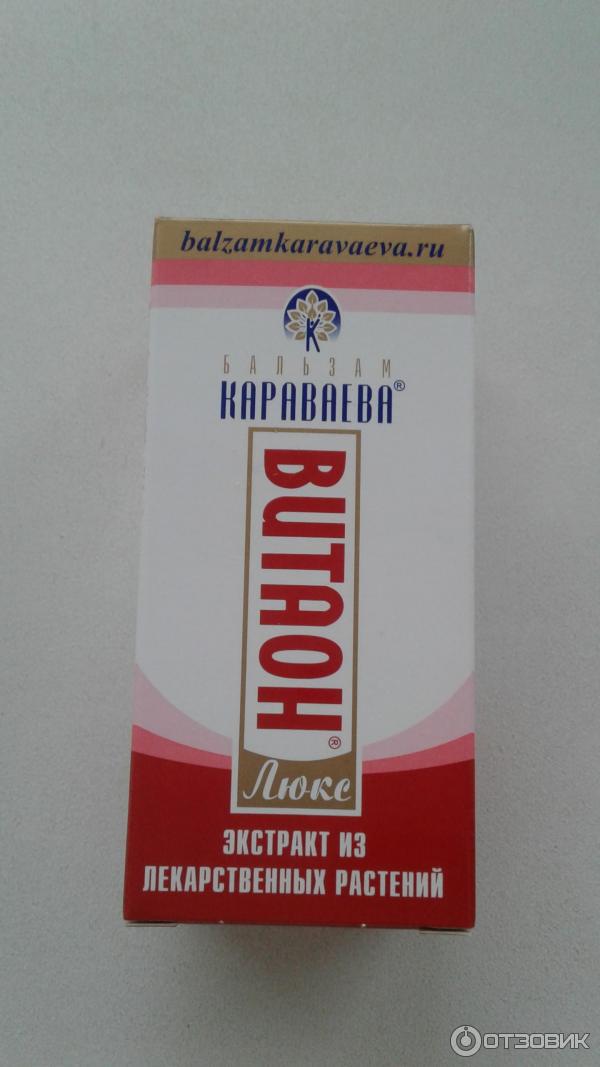 balzamkaravaeva.ru
БАЛЬЗАМ
КАРАВАЕВА®
ВИТАОН®
Люкс
ЭКСТРАКТ ИЗ
ЛЕКАРСТВЕННЫХ РАСТЕНИЙ
ОТЗОВИК